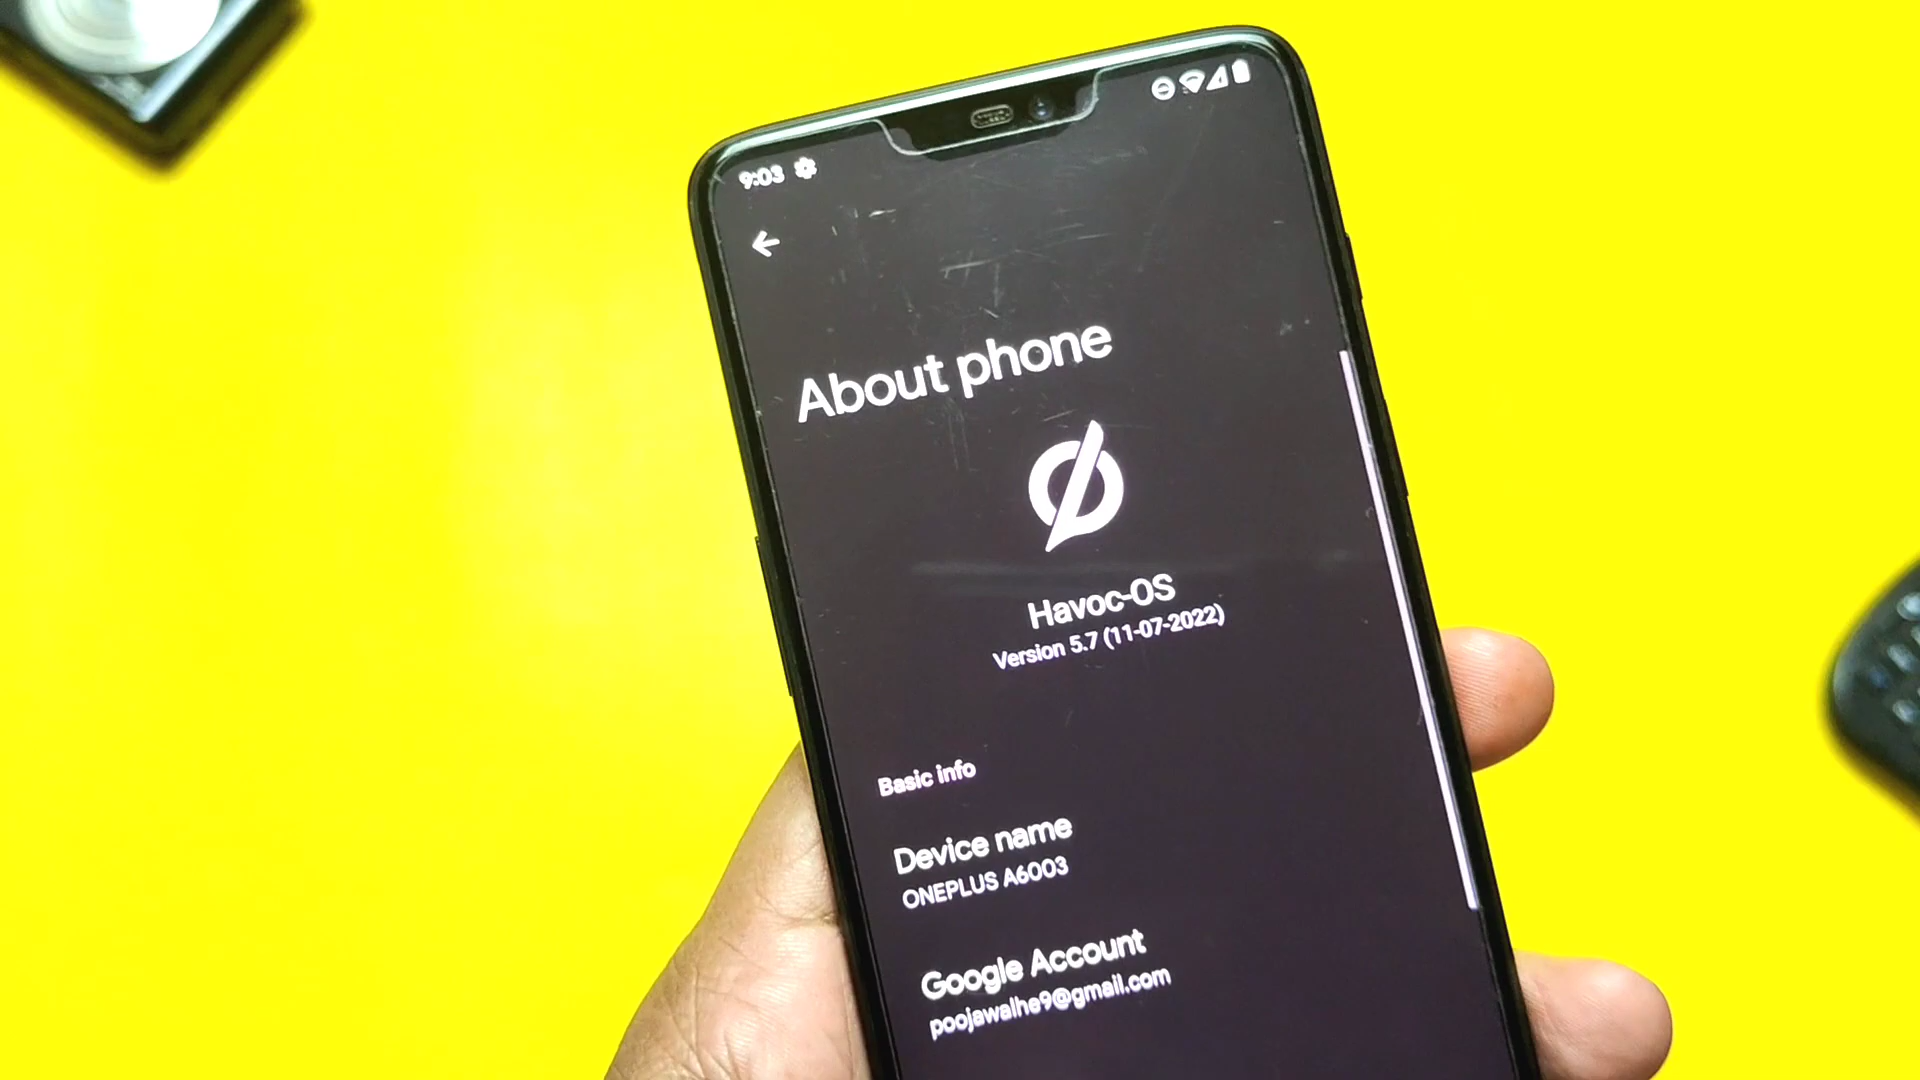 9:03
About phone
Havoc-OS
Version 5.7 (11-07-2022)
Basic info
Device name
ONEPLUS A6003
Google Account
poojawalhe9@gmail.com